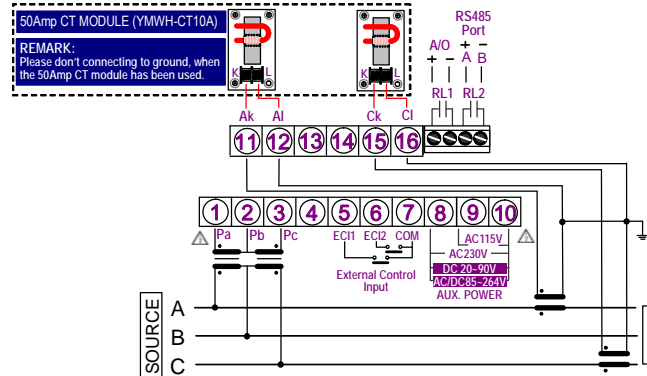 50Amp CT MODULE (YMWH-CT10A)
REMARK:
Please don't connecting to ground, when
the 50Amp CT module has been used.
K L
K L
RS485
Port
A/O + -
+ - A B
RL1 RL2
Ak Al Ck Cl
11 12 13 14 15 16
1 2 3 4 5 6 7 8 9 10
Pa Pb Pc ECI1 ECI2 COM
AC115V
AC230V
DC 20~90V
AC/DC85~264V
AUX. POWER
External Control
Input
SOURCE
A
B
C